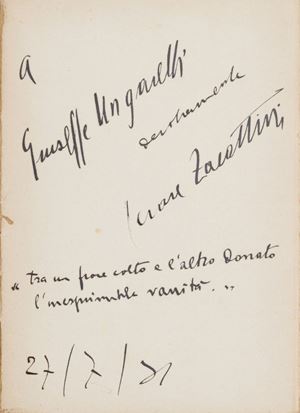 A
Giuseppe Ungaretti
devotamente
Cesare Zavattini
"tra un fiore colto e l'altro donato
l'inesprimibile vanità."
27/7/31